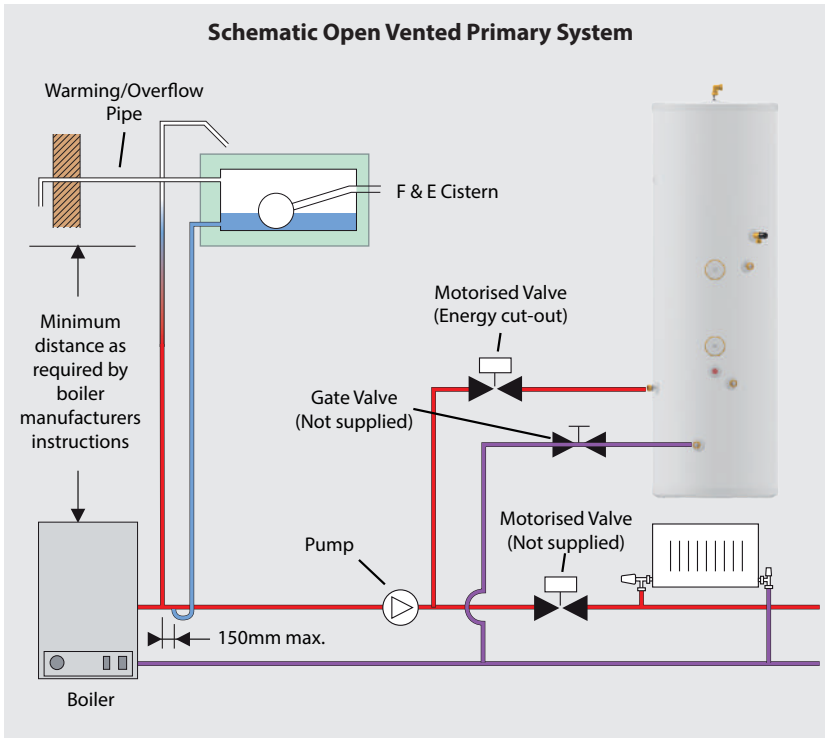 Schematic Open Vented Primary System
Warming/Overflow
Pipe
F & E Cistern
Minimum
distance as
required by
boiler
manufacturers
instructions
Motorised Valve
(Energy cut-out)
Gate Valve
(Not supplied)
Motorised Valve
(Not supplied)
Pump
150mm max.
Boiler